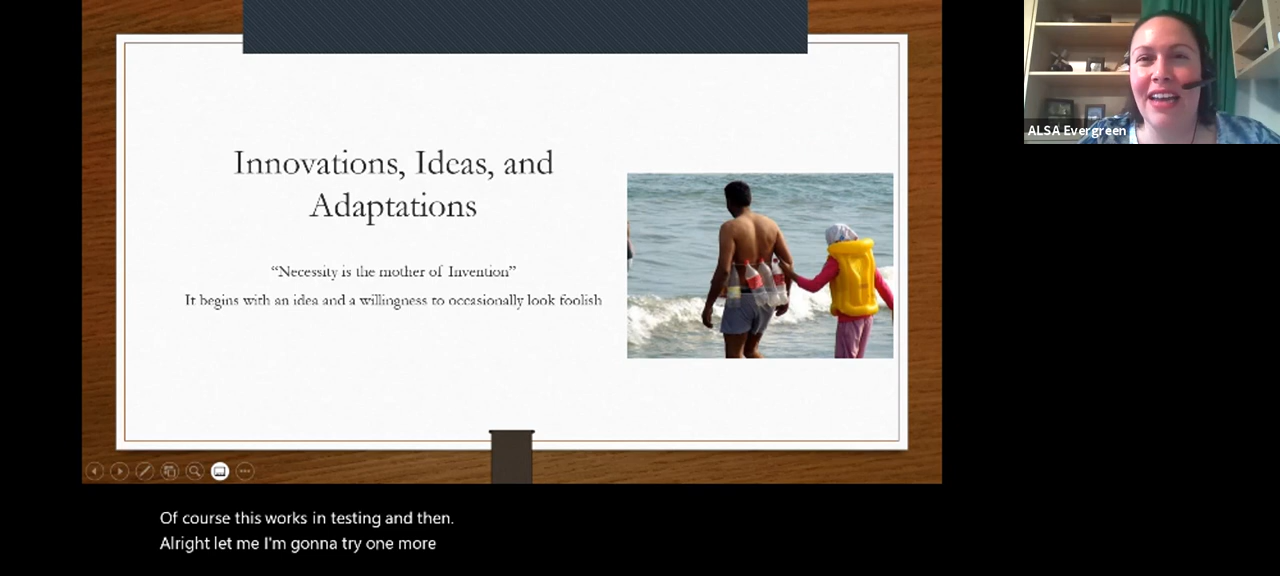 Innovations, Ideas, and
Adaptations
“Necessity is the mother of Invention”
It begins with an idea and a willingness to occasionally look foolish
ALSA Evergreen
Of course this works in testing and then.
Alright let me I'm gonna try one more